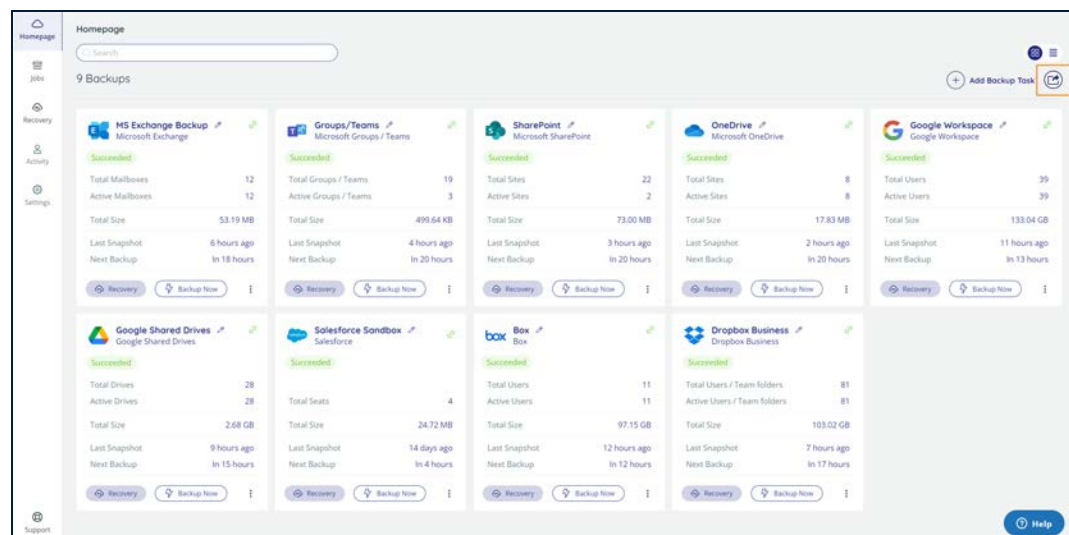 Homepage
Jobs
Recovery
Activity
Settings
Support
Homepage
Search
9 Backups
Add Backup Task
MS Exchange Backup
Microsoft Exchange
Succeeded
Total Mailboxes 12
Active Mailboxes 12
Total Size 53.19 MB
Last Snapshot 6 hours ago
Next Backup In 18 hours
Recovery Backup Now
Groups/Teams
Microsoft Groups / Teams
Succeeded
Total Groups / Teams 19
Active Groups / Teams 3
Total Size 499.64 KB
Last Snapshot 4 hours ago
Next Backup In 20 hours
Recovery Backup Now
SharePoint
Microsoft SharePoint
Succeeded
Total Sites 22
Active Sites 2
Total Size 73.00 MB
Last Snapshot 3 hours ago
Next Backup In 20 hours
Recovery Backup Now
OneDrive
Microsoft OneDrive
Succeeded
Total Sites 8
Active Sites 8
Total Size 17.83 MB
Last Snapshot 2 hours ago
Next Backup In 20 hours
Recovery Backup Now
Google Workspace
Google Workspace
Succeeded
Total Users 39
Active Users 39
Total Size 133.04 GB
Last Snapshot 11 hours ago
Next Backup In 13 hours
Recovery Backup Now
Google Shared Drives
Google Shared Drives
Succeeded
Total Drives 28
Active Drives 28
Total Size 2.68 GB
Last Snapshot 9 hours ago
Next Backup In 15 hours
Recovery Backup Now
Salesforce Sandbox
Salesforce
Succeeded
Total Seats 4
Total Size 24.72 MB
Last Snapshot 14 days ago
Next Backup In 4 hours
Recovery Backup Now
box Box
Box
Succeeded
Total Users 11
Active Users 11
Total Size 97.15 GB
Last Snapshot 12 hours ago
Next Backup In 12 hours
Recovery Backup Now
Dropbox Business
Dropbox Business
Succeeded
Total Users / Team folders 81
Active Users / Team folders 81
Total Size 103.02 GB
Last Snapshot 7 hours ago
Next Backup In 17 hours
Recovery Backup Now
Help